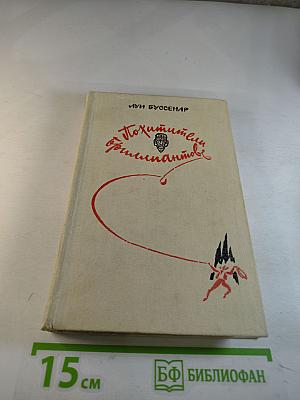 ЛУИ БУССЕНАР
Похитители
бриллиантов
15 см
БФ БИБЛИОФАН